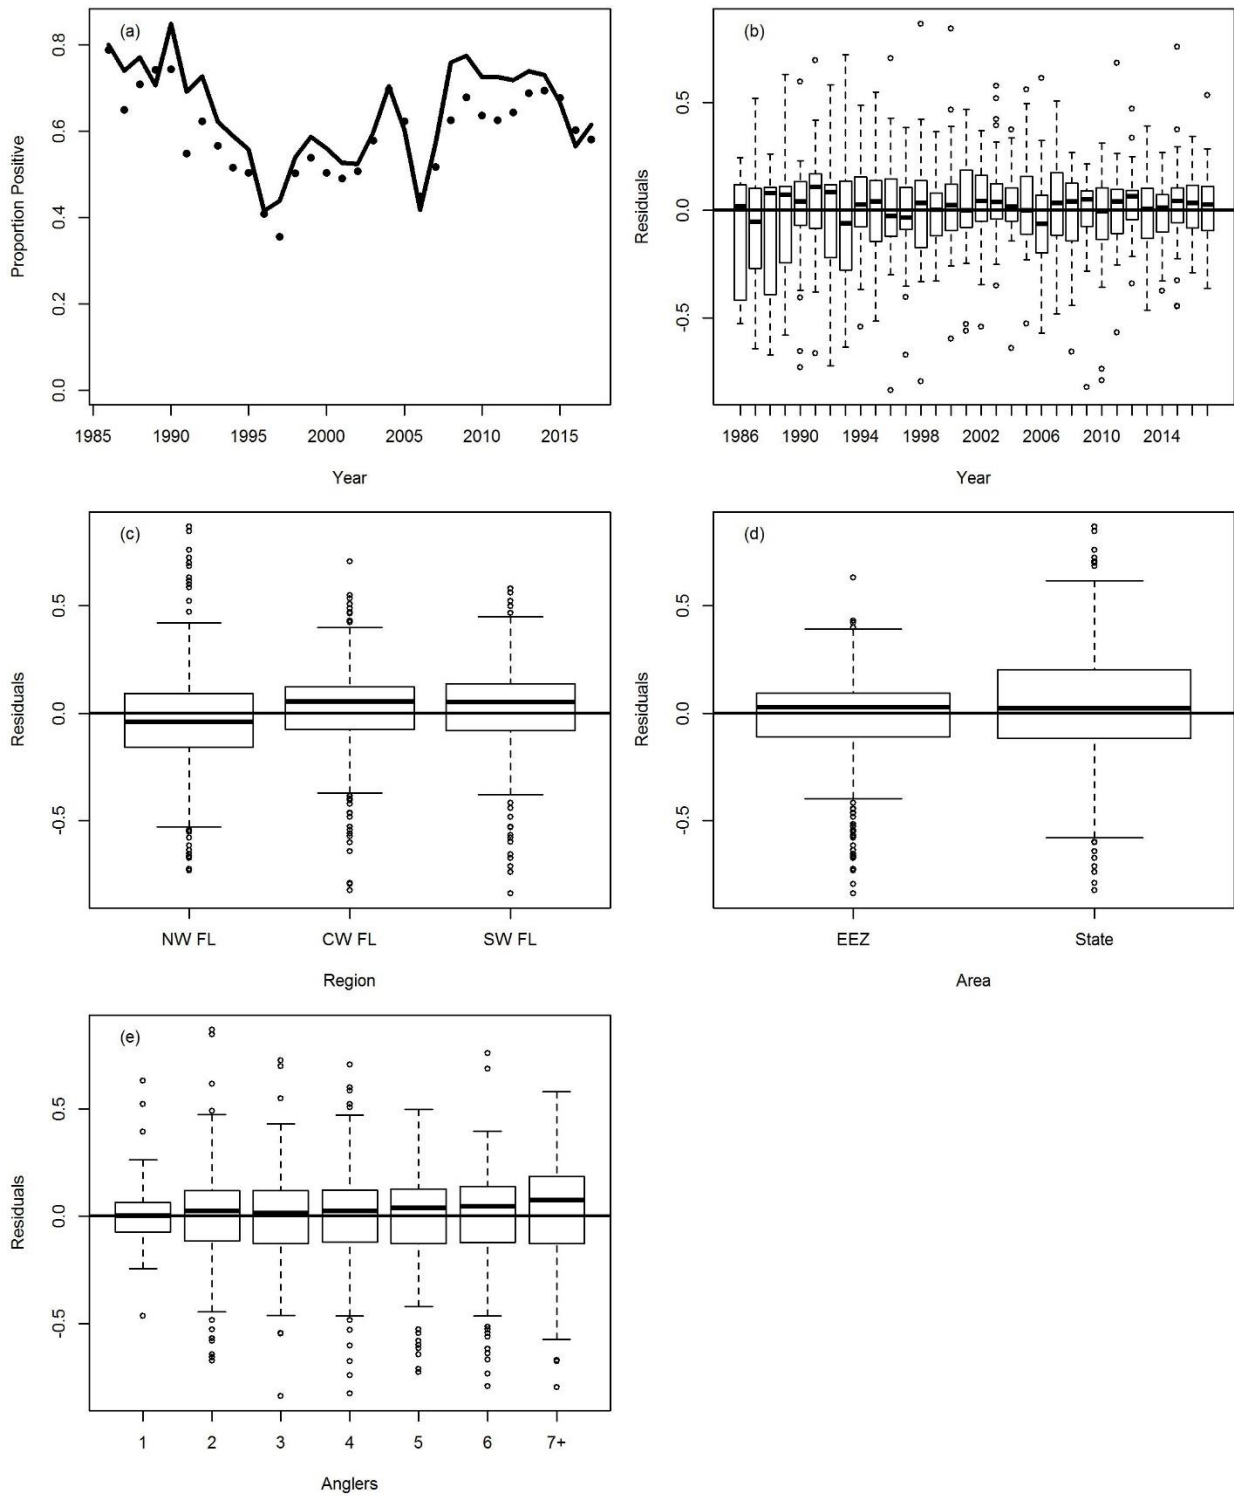 (a)
Proportion Positive
0.8
0.6
0.4
0.2
0.0
1985 1990 1995 2000 2005 2010 2015
Year
(b)
Residuals
0.5
0.0
-0.5
1986 1990 1994 1998 2002 2006 2010 2014
Year
(c)
Residuals
0.5
0.0
-0.5
NW FL CW FL SW FL
Region
(d)
Residuals
0.5
0.0
-0.5
EEZ State
Area
(e)
Residuals
0.5
0.0
-0.5
1 2 3 4 5 6 7+
Anglers